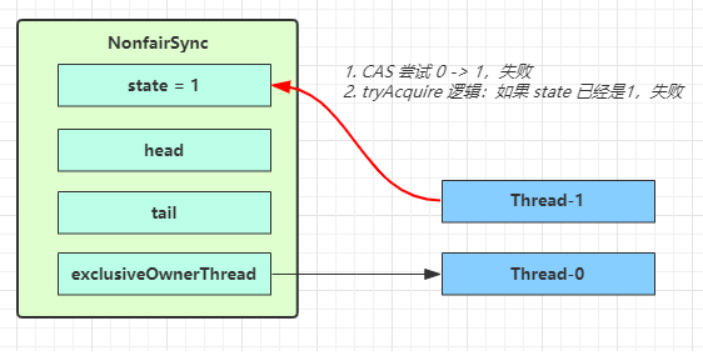 NonfairSync
state = 1
head
tail
exclusiveOwnerThread
1. CAS 尝试 0 -> 1，失败
2. tryAcquire 逻辑：如果 state 已经是1，失败
Thread-1
Thread-0